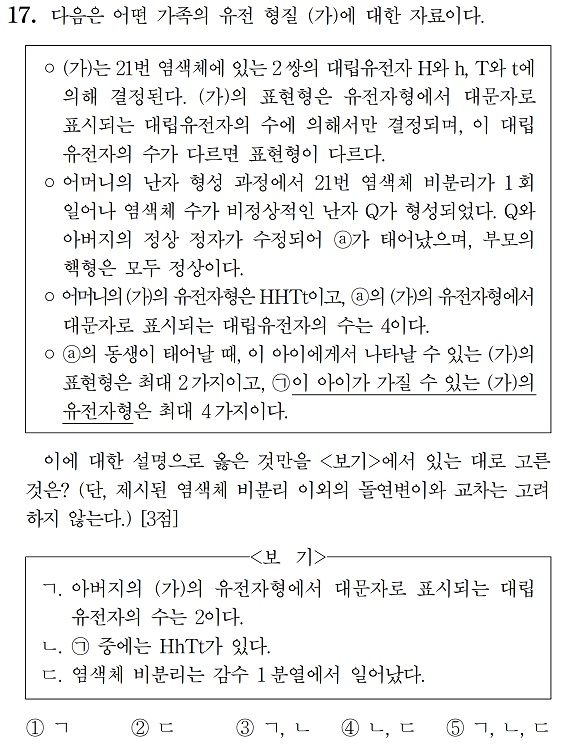 17. 다음은 어떤 가족의 유전 형질 (가)에 대한 자료이다.
○ (가)는 21번 염색체에 있는 2쌍의 대립유전자 H와 h, T와 t에
의해 결정된다. (가)의 표현형은 유전자형에서 대문자로
표시되는 대립유전자의 수에 의해서만 결정되며, 이 대립
유전자의 수가 다르면 표현형이 다르다.
○ 어머니의 난자 형성 과정에서 21번 염색체 비분리가 1회
일어나 염색체 수가 비정상적인 난자 Q가 형성되었다. Q와
아버지의 정상 정자가 수정되어 ⓐ가 태어났으며, 부모의
핵형은 모두 정상이다.
○ 어머니의 (가)의 유전자형은 HHTt이고, ⓐ의 (가)의 유전자형에서
대문자로 표시되는 대립유전자의 수는 4이다.
○ ⓐ의 동생이 태어날 때, 이 아이에게서 나타날 수 있는 (가)의
표현형은 최대 2가지이고, ㉠이 아이가 가질 수 있는 (가)의
유전자형은 최대 4가지이다.
이에 대한 설명으로 옳은 것만을 <보기>에서 있는 대로 고른
것은? (단, 제시된 염색체 비분리 이외의 돌연변이와 교차는 고려
하지 않는다.) [3점]
<보 기>
ㄱ. 아버지의 (가)의 유전자형에서 대문자로 표시되는 대립
유전자의 수는 2이다.
ㄴ. ㉠ 중에는 HhTt가 있다.
ㄷ. 염색체 비분리는 감수 1분열에서 일어났다.
① ㄱ ② ㄷ ③ ㄱ, ㄴ ④ ㄴ, ㄷ ⑤ ㄱ, ㄴ, ㄷ